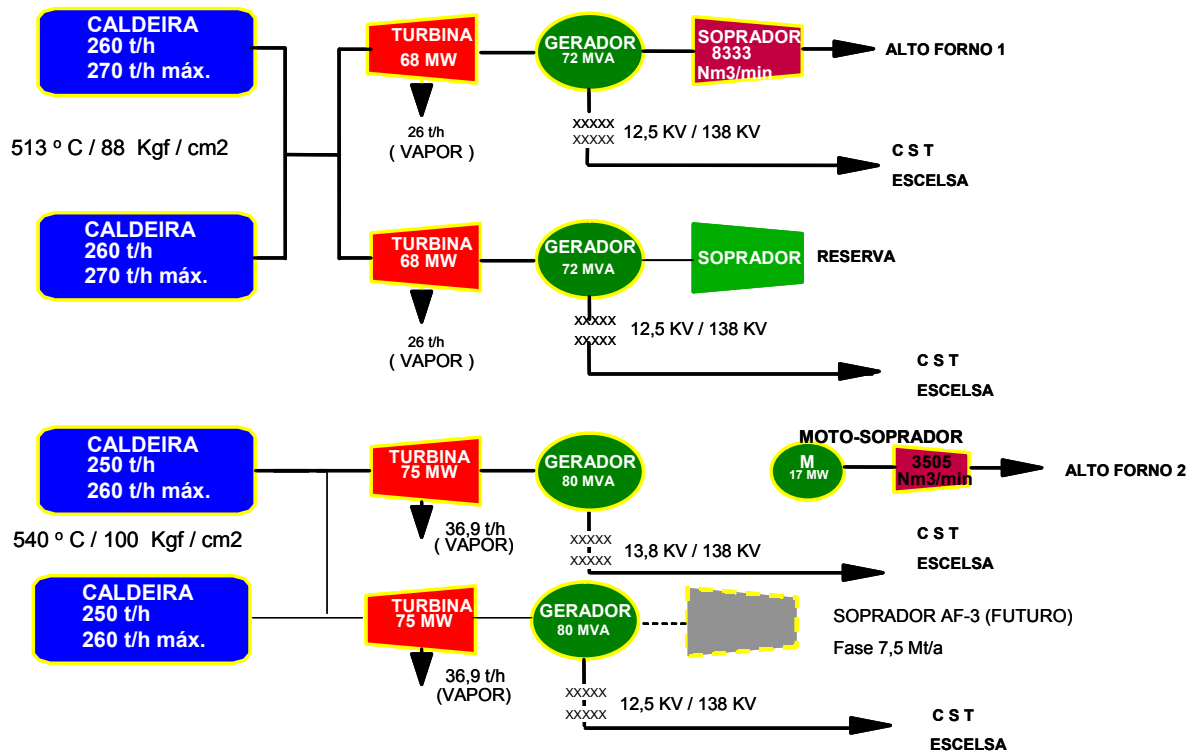 CALDEIRA
260 t/h
270 t/h máx.
TURBINA
68 MW
GERADOR
72 MVA
SOPRADOR
8333
Nm3/min
ALTO FORNO 1
26 t/h
( VAPOR )
xxxxx
xxxxx
12,5 KV / 138 KV
C S T
ESCELSA
513 º C / 88 Kgf / cm2
CALDEIRA
260 t/h
270 t/h máx.
TURBINA
68 MW
GERADOR
72 MVA
SOPRADOR
RESERVA
26 t/h
( VAPOR )
xxxxx
xxxxx
12,5 KV / 138 KV
C S T
ESCELSA
CALDEIRA
250 t/h
260 t/h máx.
TURBINA
75 MW
GERADOR
80 MVA
MOTO-SOPRADOR
M
17 MW
3505
Nm3/min
ALTO FORNO 2
36,9 t/h
( VAPOR)
xxxxx
xxxxx
13,8 KV / 138 KV
C S T
ESCELSA
540 º C / 100 Kgf / cm2
CALDEIRA
250 t/h
260 t/h máx.
TURBINA
75 MW
GERADOR
80 MVA
SOPRADOR AF-3 (FUTURO)
Fase 7,5 Mt/a
36,9 t/h
(VAPOR)
xxxxx
xxxxx
12,5 KV / 138 KV
C S T
ESCELSA